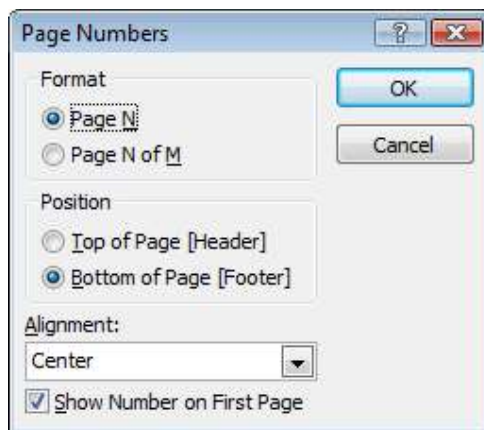 Page Numbers
Format
Page N
Page N of M
OK
Cancel
Position
Top of Page [Header]
Bottom of Page [Footer]
Alignment:
Center
Show Number on First Page